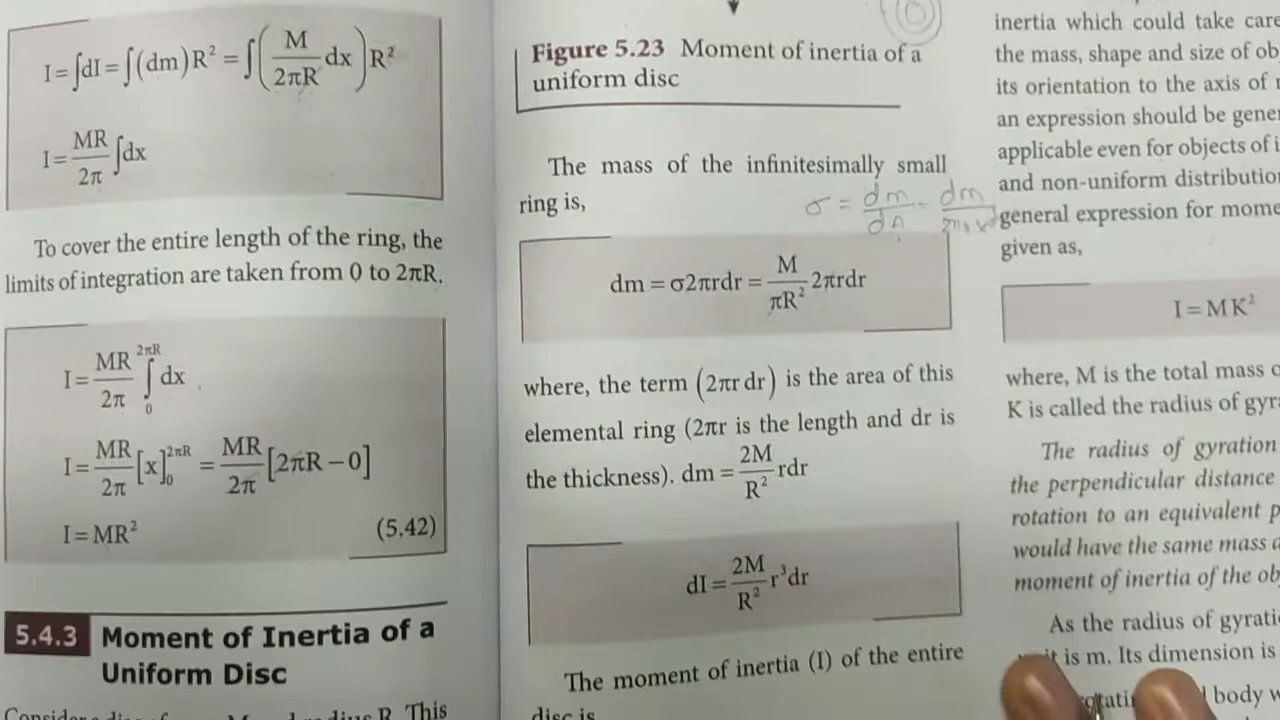 I = ∫dI = ∫(dm) R² = ∫(M/2πR dx) R²
I = MR/2π ∫dx
To cover the entire length of the ring, the
limits of integration are taken from 0 to 2πR.
I = MR/2π ∫₀^2πR dx
I = MR/2π [x]₀^2πR = MR/2π [2πR − 0]
I = MR² (5.42)
5.4.3 Moment of Inertia of a
Uniform Disc
R. This
Figure 5.23 Moment of inertia of a
uniform disc
The mass of the infinitesimally small
ring is,
σ = dm/dA = dm
dm = σ2πrdr = M/πR² 2πrdr
where, the term (2πr dr) is the area of this
elemental ring (2πr is the length and dr is
the thickness). dm = 2M/R² rdr
dI = 2M/R² r³dr
The moment of inertia (I) of the entire
disc is
inertia which could take care
the mass, shape and size of
its orientation to the axis of
an expression should be
applicable even for objects of
and non-uniform
general expression for
given as,
I = MK²
where, M is the total mass
K is called the radius of
The radius of gyration
the perpendicular distance
rotation to an equivalent
would have the same mass
moment of inertia of the
As the radius of
is m. Its dimension is
body